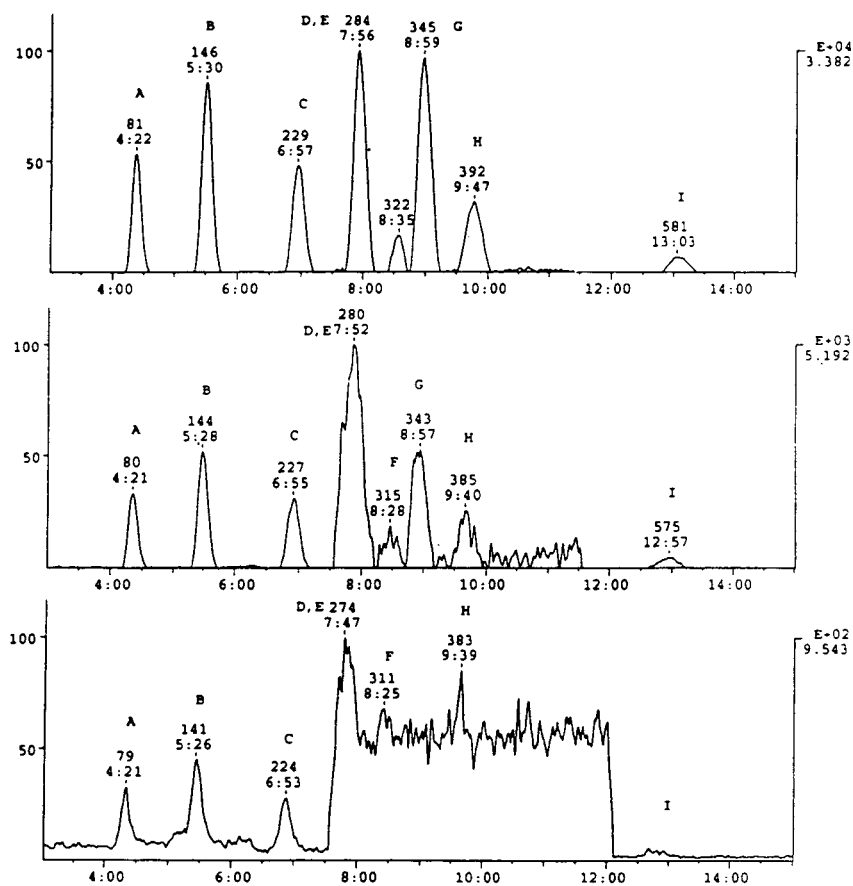 B
D,E 284 345 G
146 7:56 8:59
100 5:30 E+04
3.382
A
C
81 229 H
4:22 6:57
50 392
322 9:47
8:35 I
581
13:03
4:00 6:00 8:00 10:00 12:00 14:00
280
D,E 7:52
100 E+03
5.192
B G
A 144 343
5:28 C 8:57 H
50 80 227 F
4:21 6:55 315 385
8:28 9:40 I
575
12:57
4:00 6:00 8:00 10:00 12:00 14:00
D,E 274 H
7:47
100 383 E+02
F 9:39 9.543
311
8:25
A B
141 C
50 79 5:26
4:21 224
6:53
I
4:00 6:00 8:00 10:00 12:00 14:00